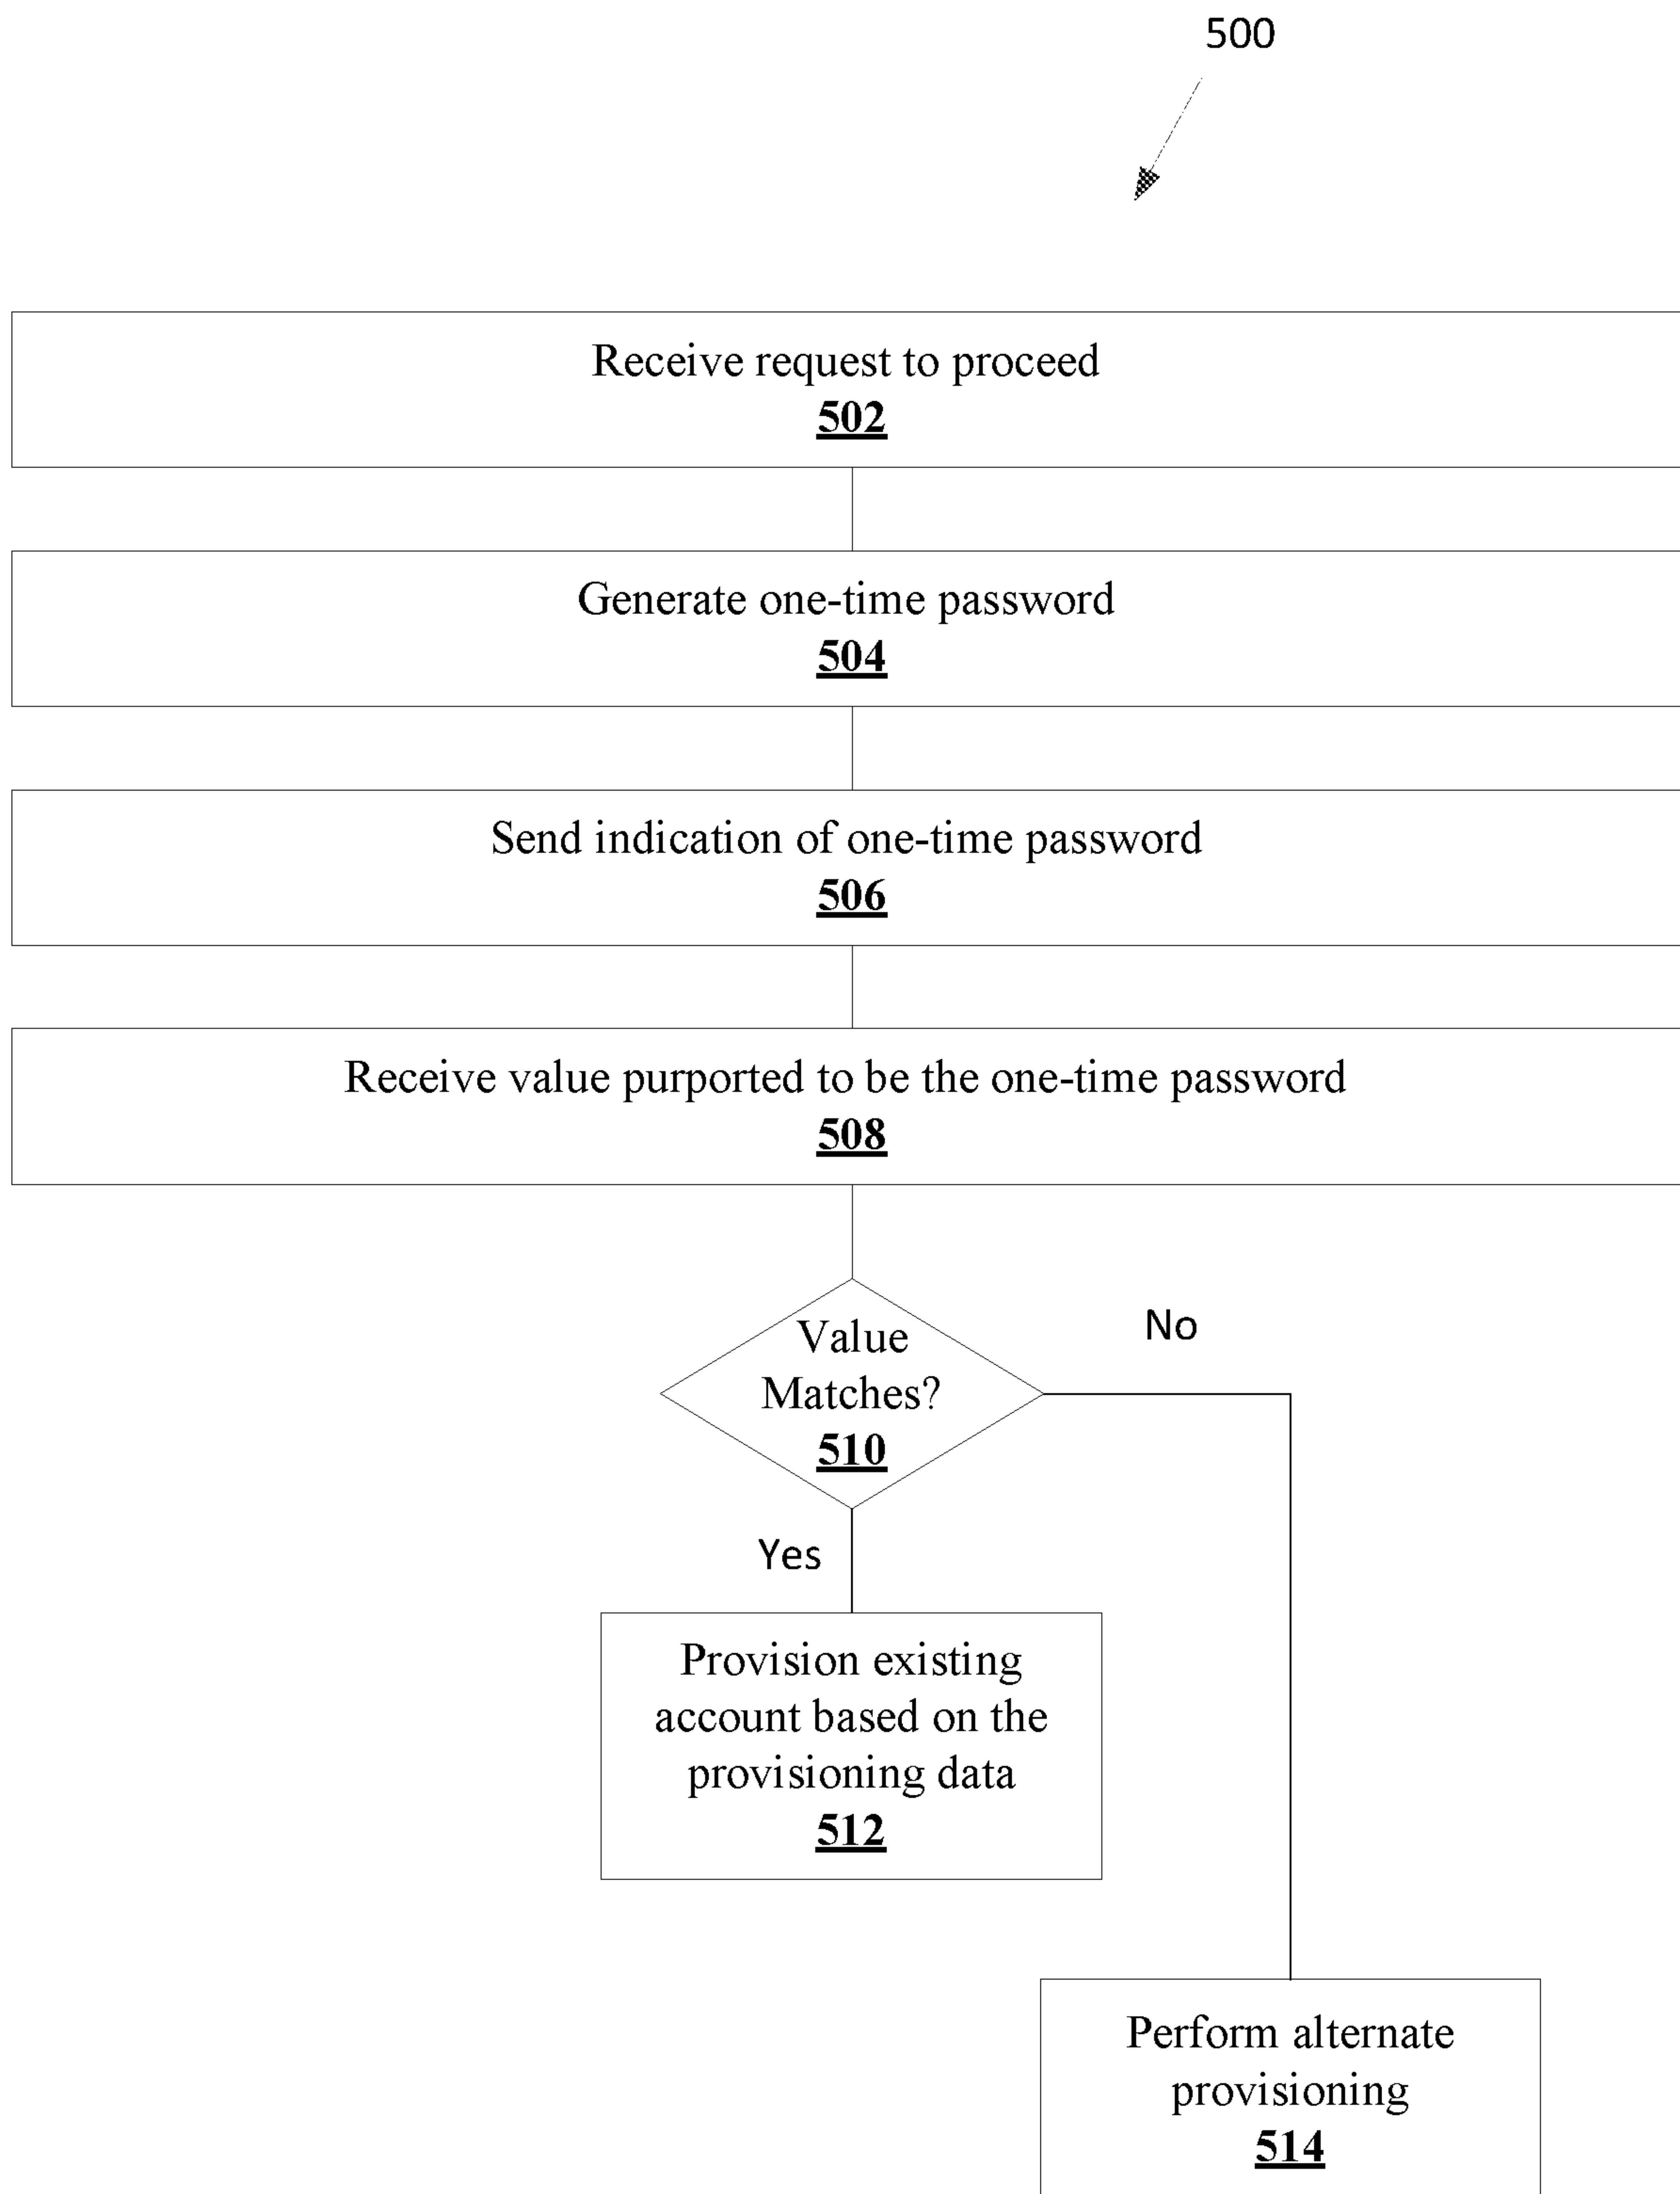 500
Receive request to proceed
502
Generate one-time password
504
Send indication of one-time password
506
Receive value purported to be the one-time password
508
Value
Matches?
510
No
Yes
Provision existing
account based on the
provisioning data
512
Perform alternate
provisioning
514